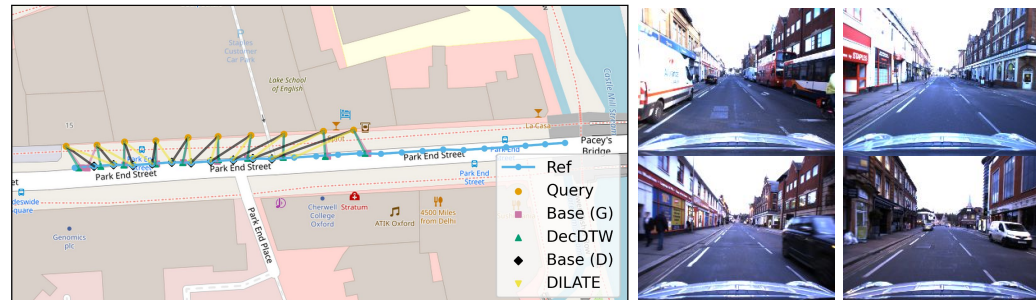 Staples
Customer
Car Park
Lake School
of English
15
La Casa
Castle Mill Stream
Pacey's
Bridge
Park End
Street
Park End Street
Park End Street
Park End Street
Park End
Street
Park End Place
Genomics
plc
Cherwell
College
Oxford
Stratum
ATIK Oxford
4500 Miles
from Delhi
Ref
Query
Base (G)
DecDTW
Base (D)
DILATE